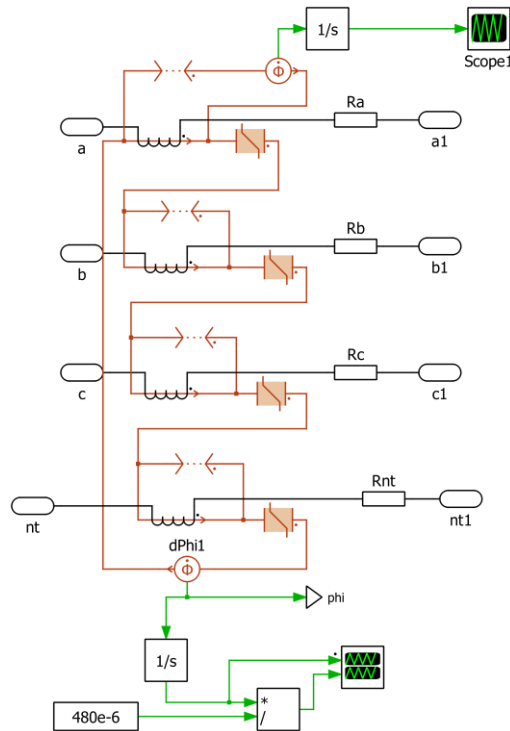 1/s
Scope1
Ra
a
a1
Rb
b
b1
Rc
c
c1
Rnt
nt
nt1
dPhi1
Φ
Φ
phi
1/s
480e-6
*
/